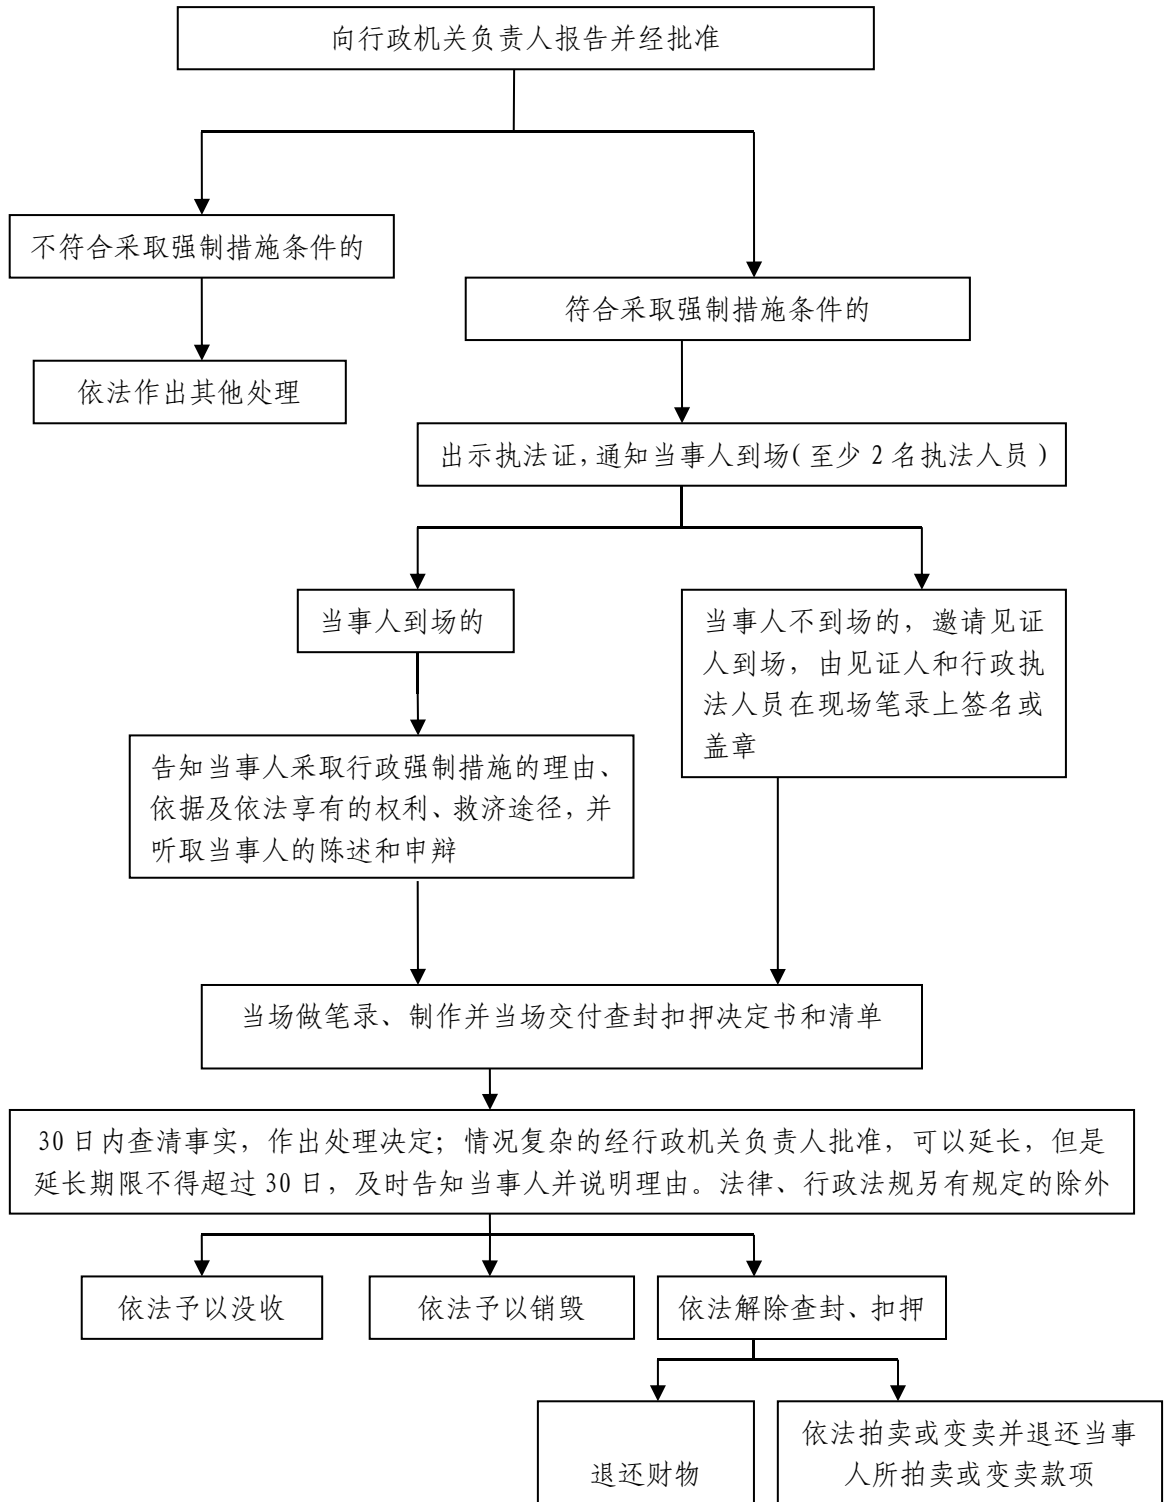 向行政机关负责人报告并经批准
不符合采取强制措施条件的
符合采取强制措施条件的
依法作出其他处理
出示执法证,通知当事人到场(至少2名执法人员)
当事人到场的
当事人不到场的，邀请见证
人到场，由见证人和行政执
法人员在现场笔录上签名或
盖章
告知当事人采取行政强制措施的理由、
依据及依法享有的权利、救济途径,并
听取当事人的陈述和申辩
当场做笔录、制作并当场交付查封扣押决定书和清单
30日内查清事实，作出处理决定；情况复杂的经行政机关负责人批准，可以延长，但是
延长期限不得超过30日，及时告知当事人并说明理由。法律、行政法规另有规定的除外
依法予以没收
依法予以销毁
依法解除查封、扣押
退还财物
依法拍卖或变卖并退还当事
人所拍卖或变卖款项